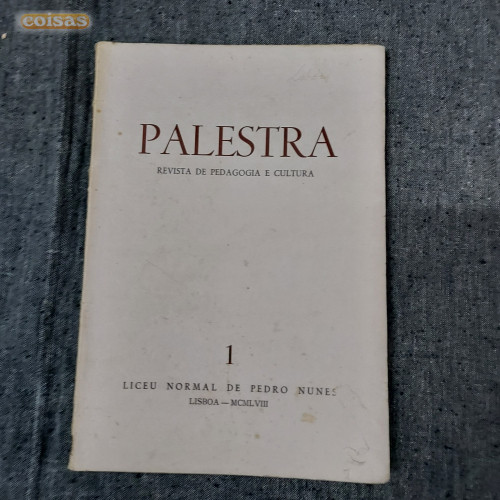 coisas
PALESTRA
REVISTA DE PEDAGOGIA E CULTURA
1
LICEU NORMAL DE PEDRO NUNES
LISBOA — MCMLVIII